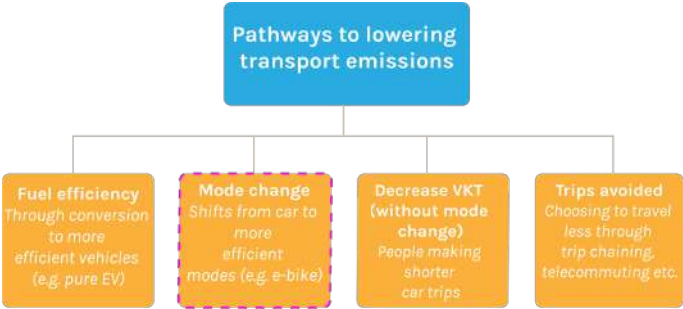 Pathways to lowering
transport emissions
Fuel efficiency
Through conversion
to more
efficient vehicles
(e.g. pure EV)
Mode change
Shifts from car to
more
efficient
modes (e.g. e-bike)
Decrease VKT
(without mode
change)
People making
shorter
car trips
Trips avoided
Choosing to travel
less through
trip chaining,
telecommuting etc.